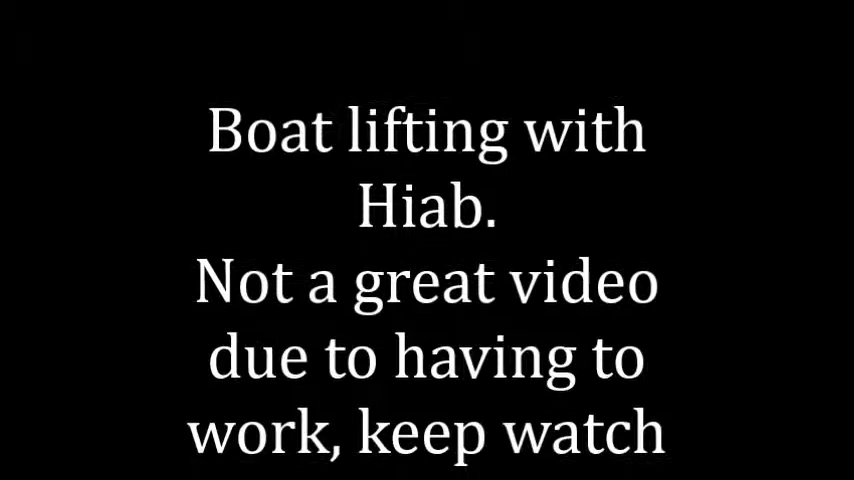 Boat lifting with
Hiab.
Not a great video
due to having to
work, keep watch